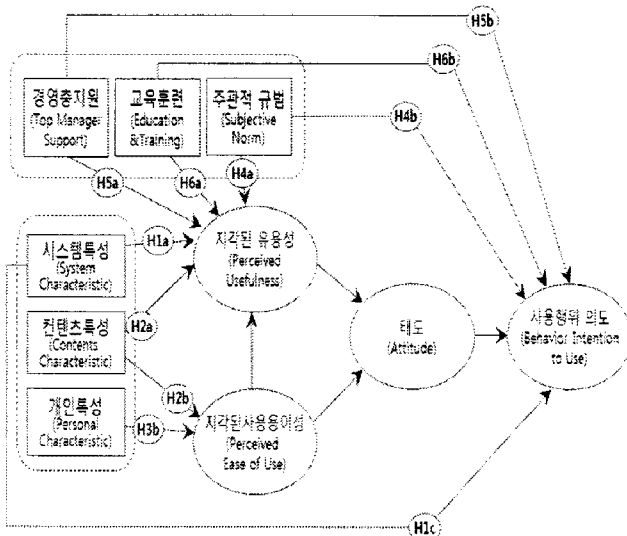 H5b
H6b
경영층지원
(Top Manager
Support)
교육훈련
(Education
&Training)
주관적 규범
(Subjective
Norm)
H4b
H5a
H6a
H4a
시스템특성
(System
Characteristic)
H1a
지각된 유용성
(Perceived
Usefulness)
H2a
컨텐츠특성
(Contents
Characteristic)
태도
(Attitude)
사용행위 의도
(Behavior Intention
to Use)
H2b
개인특성
(Personal
Characteristic)
H3b
지각된사용용이성
(Perceived
Ease of Use)
H1c